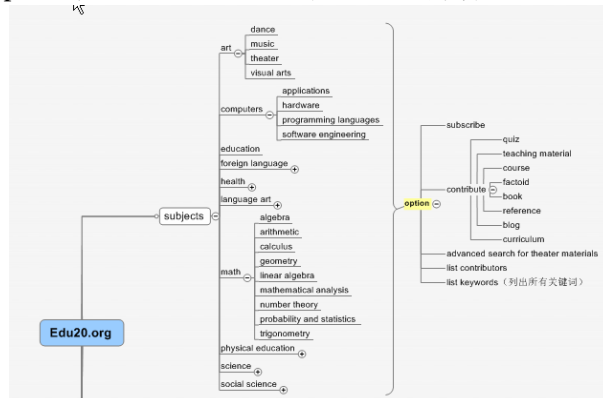 dance
music
art
theater
visual arts
applications
computers
hardware
programming languages
software engineering
education
foreign language
health
language art
subjects
algebra
arithmetic
calculus
geometry
math
linear algebra
mathematical analysis
number theory
probability and statistics
trigonometry
physical education
science
social science
Edu20.org
option
subscribe
quiz
teaching material
course
contribute
factoid
book
reference
blog
curriculum
advanced search for theater materials
list contributors
list keywords（列出所有关键词）